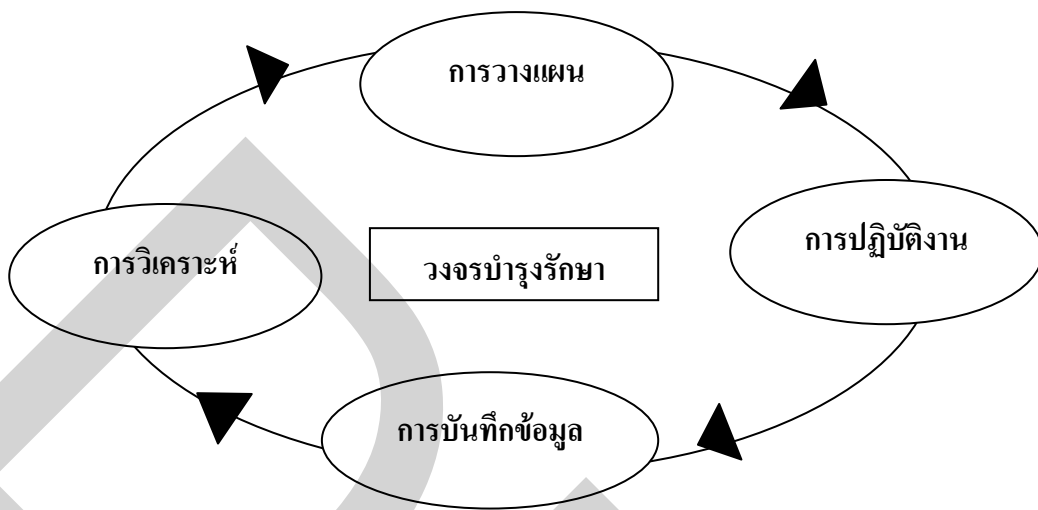 การวางแผน
การปฏิบัติงาน
การวิเคราะห์
วงจรบำรุงรักษา
การบันทึกข้อมูล